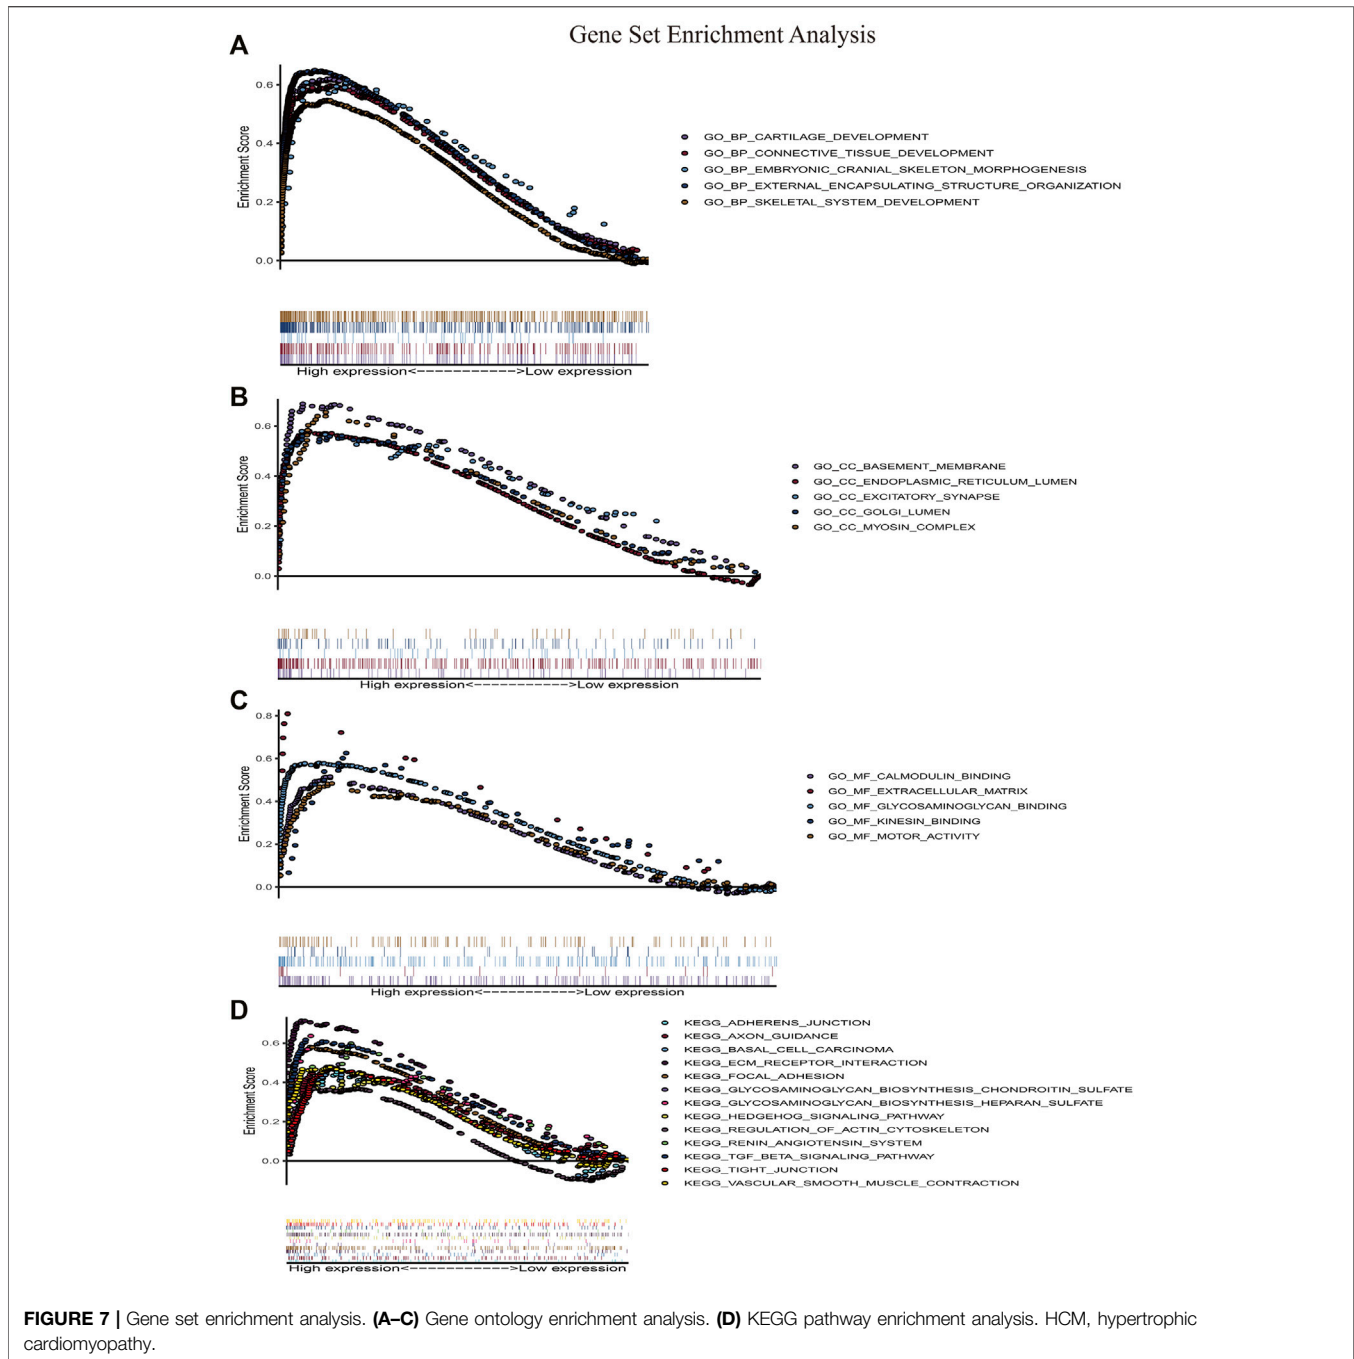 Gene Set Enrichment Analysis
A
Enrichment Score
0.6
0.4
0.2
0.0
GO_BP_CARTILAGE_DEVELOPMENT
GO_BP_CONNECTIVE_TISSUE_DEVELOPMENT
GO_BP_EMBRYONIC_CRANIAL_SKELETON_MORPHOGENESIS
GO_BP_EXTERNAL_ENCAPSULATING_STRUCTURE_ORGANIZATION
GO_BP_SKELETAL_SYSTEM_DEVELOPMENT
High expression<------------>Low expression
B
Enrichment Score
0.6
0.4
0.2
0.0
GO_CC_BASEMENT_MEMBRANE
GO_CC_ENDOPLASMIC_RETICULUM_LUMEN
GO_CC_EXCITATORY_SYNAPSE
GO_CC_GOLGI_LUMEN
GO_CC_MYOSIN_COMPLEX
High expression<------------>Low expression
C
Enrichment Score
0.8
0.6
0.4
0.2
0.0
GO_MF_CALMODULIN_BINDING
GO_MF_EXTRACELLULAR_MATRIX
GO_MF_GLYCOSAMINOGLYCAN_BINDING
GO_MF_KINESIN_BINDING
GO_MF_MOTOR_ACTIVITY
High expression<------------>Low expression
D
Enrichment Score
0.6
0.4
0.2
0.0
KEGG_ADHERENS_JUNCTION
KEGG_AXON_GUIDANCE
KEGG_BASAL_CELL_CARCINOMA
KEGG_ECM_RECEPTOR_INTERACTION
KEGG_FOCAL_ADHESION
KEGG_GLYCOSAMINOGLYCAN_BIOSYNTHESIS_CHONDROITIN_SULFATE
KEGG_GLYCOSAMINOGLYCAN_BIOSYNTHESIS_HEPARAN_SULFATE
KEGG_HEDGEHOG_SIGNALING_PATHWAY
KEGG_REGULATION_OF_ACTIN_CYTOSKELETON
KEGG_RENIN_ANGIOTENSIN_SYSTEM
KEGG_TGF_BETA_SIGNALING_PATHWAY
KEGG_TIGHT_JUNCTION
KEGG_VASCULAR_SMOOTH_MUSCLE_CONTRACTION
High expression<------------>Low expression
FIGURE 7 | Gene set enrichment analysis. (A–C) Gene ontology enrichment analysis. (D) KEGG pathway enrichment analysis. HCM, hypertrophic
cardiomyopathy.